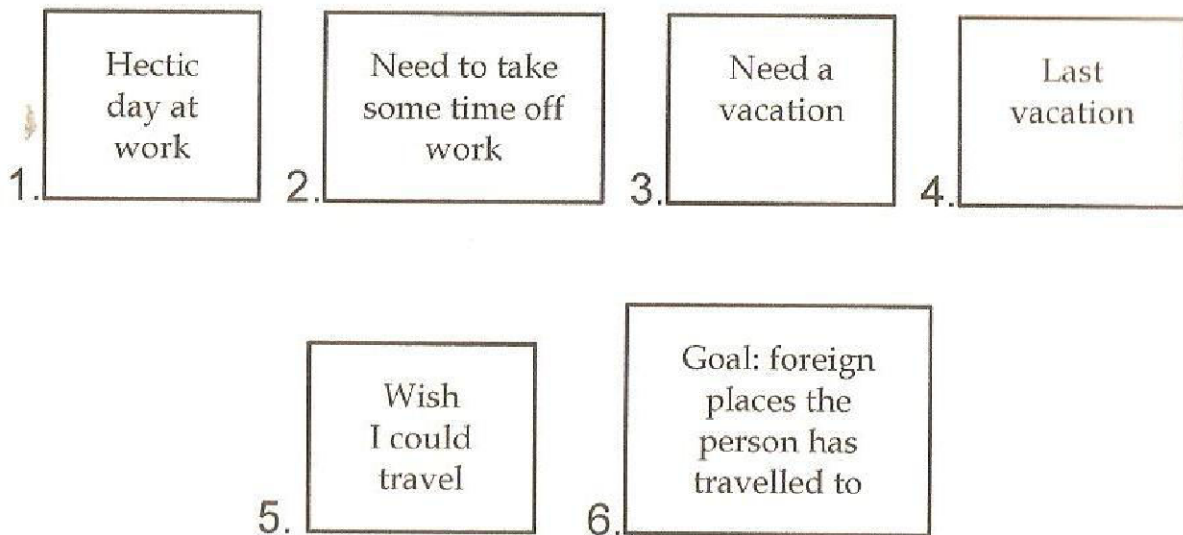 Hectic
day at
work
1.
Need to take
some time off
work
2.
Need a
vacation
3.
Last
vacation
4.
Wish
I could
travel
5.
Goal: foreign
places the
person has
travelled to
6.